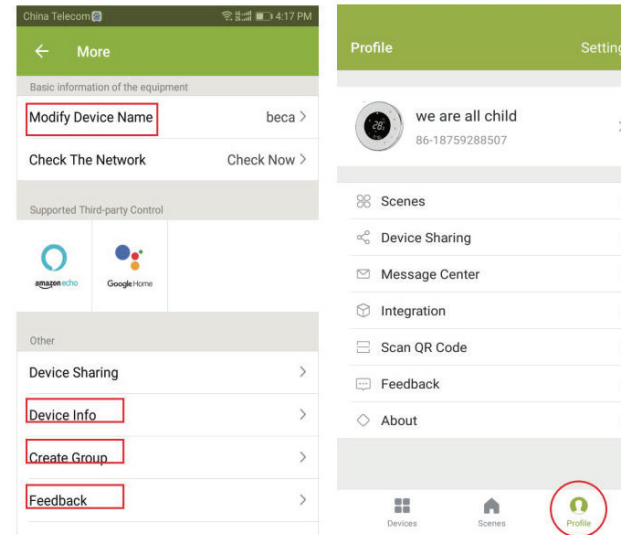 China Telecom 4:17 PM
← More
Basic information of the equipment
Modify Device Name beca >
Check The Network Check Now >
Supported Third-party Control
amazon echo Google Home
Other
Device Sharing >
Device Info >
Create Group >
Feedback >
Profile Setting
28
we are all child
86-18759288507
Scenes
Device Sharing
Message Center
Integration
Scan QR Code
Feedback
About
Devices Scenes Profile